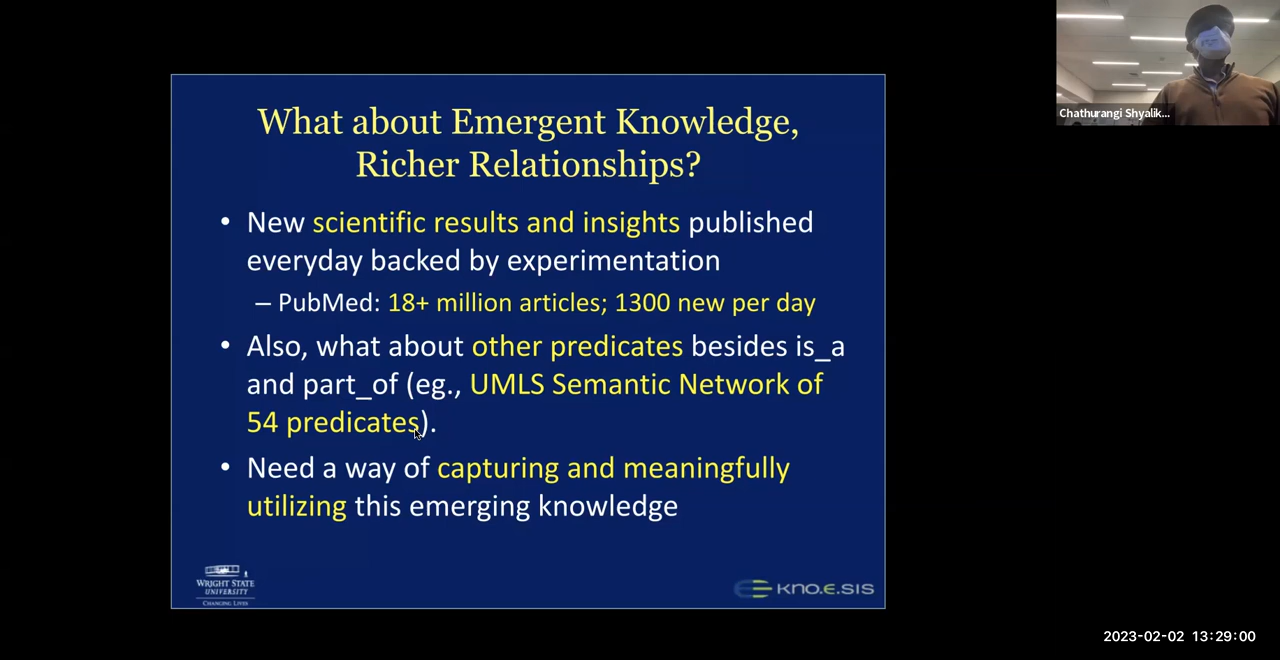 What about Emergent Knowledge,
Richer Relationships?
• New scientific results and insights published
everyday backed by experimentation
– PubMed: 18+ million articles; 1300 new per day
• Also, what about other predicates besides is_a
and part_of (eg., UMLS Semantic Network of
54 predicates).
• Need a way of capturing and meaningfully
utilizing this emerging knowledge
WRIGHT STATE
UNIVERSITY
CHANGING LIVES
kno.e.sis
Chathurangi Shyalik...
2023-02-02 13:29:00